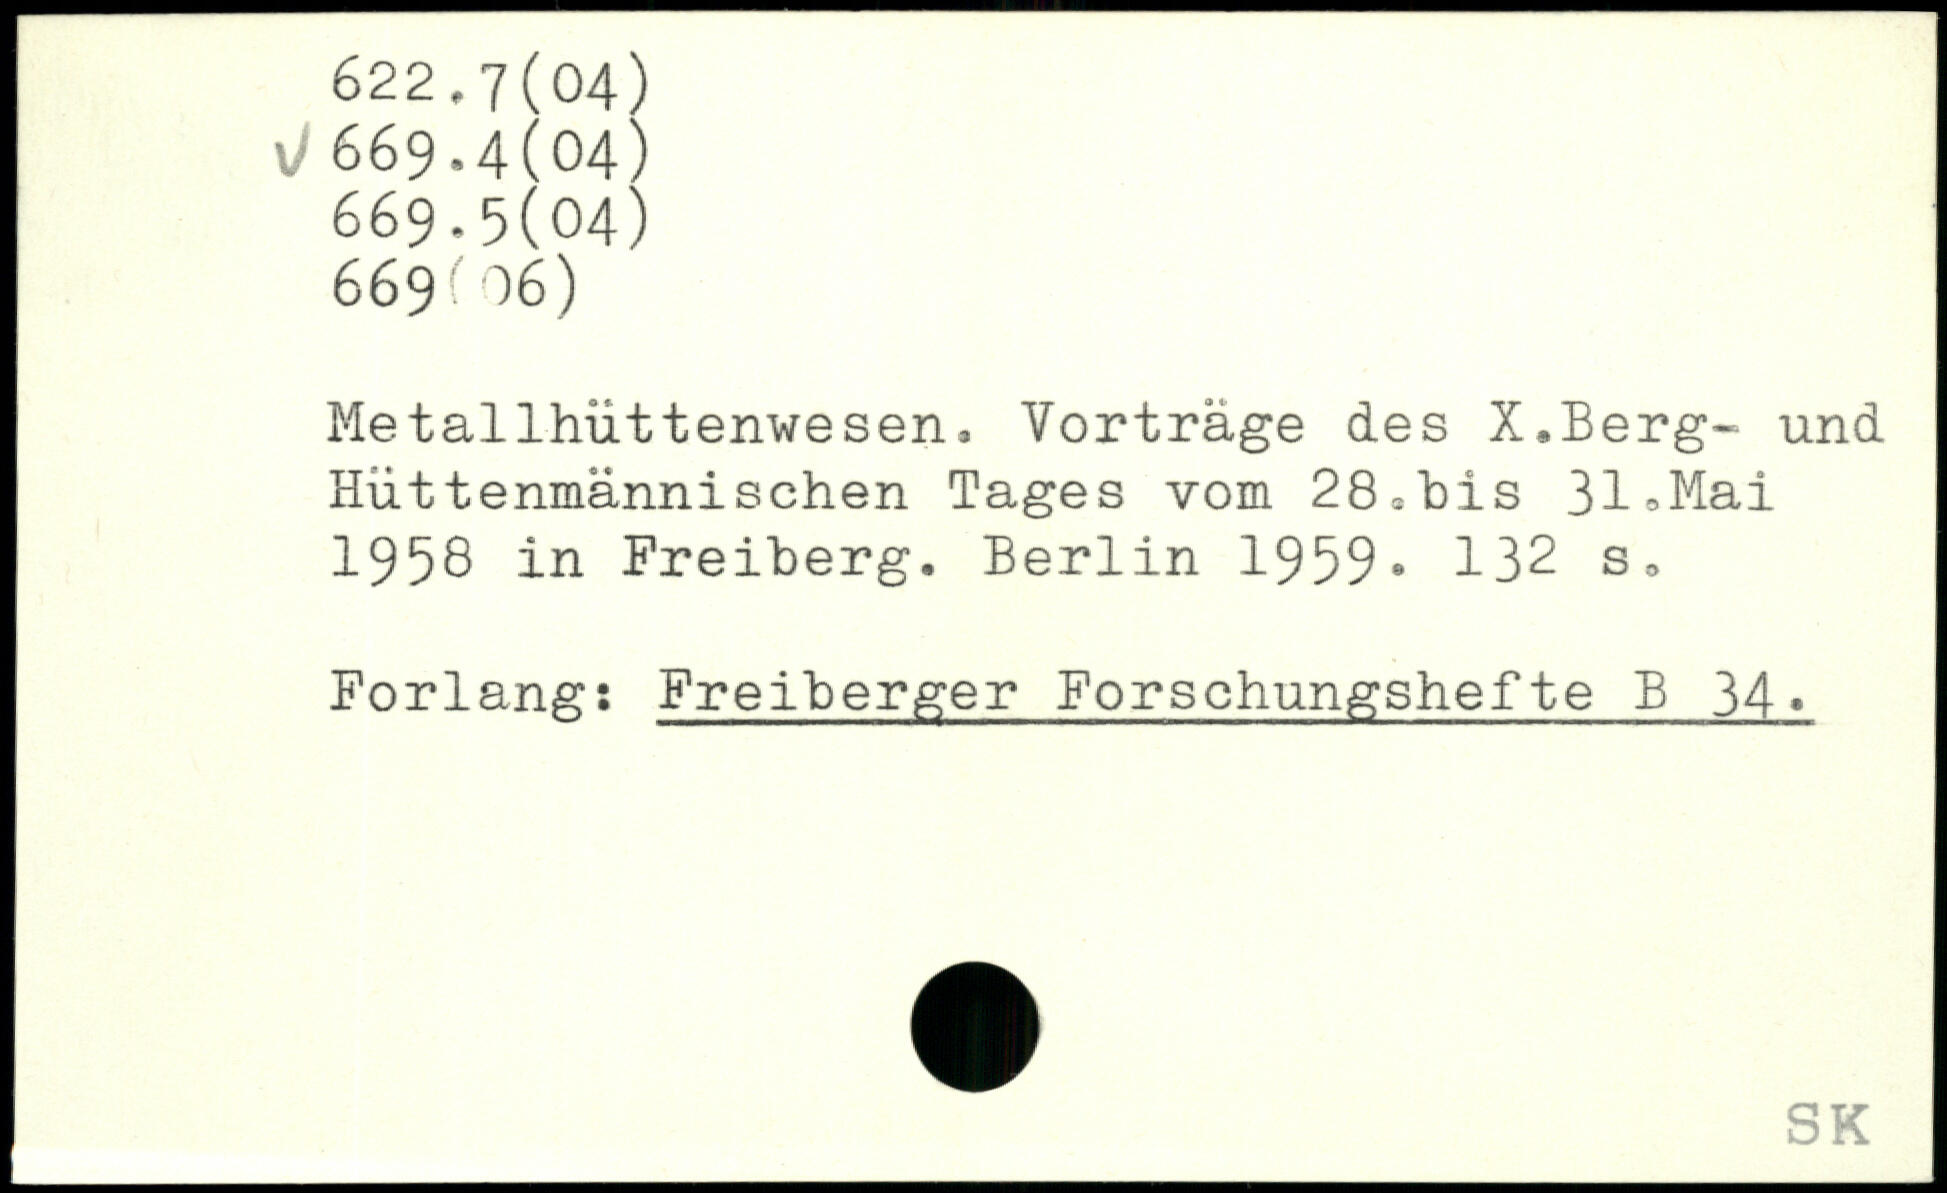 622.7(04)
✓ 669.4(04)
669.5(04)
669(06)
Metallhüttenwesen. Vorträge des X.Berg- und
Hüttenmännischen Tages vom 28.bis 31.Mai
1958 in Freiberg. Berlin 1959. 132 s.
Forlang: Freiberger Forschungshefte B 34.
SK